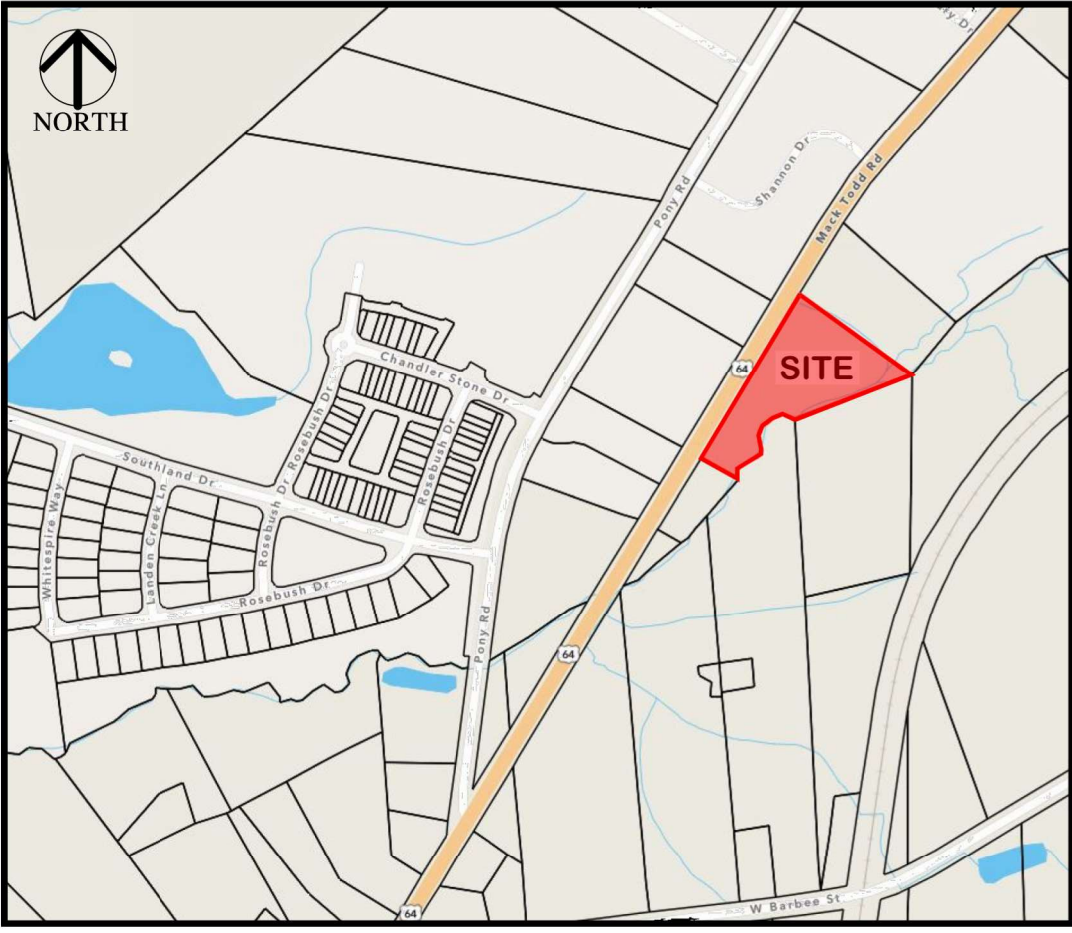 NORTH
Pony Rd
Shannon Dr
Mack Todd Rd
64
SITE
Chandler Stone Dr
Rosebush Dr
Rosebush Dr
Southland Dr
Whitespire Way
Landen Creek Ln
Rosebush Dr
Rosebush Dr
Pony Rd
64
64
W Barbee St